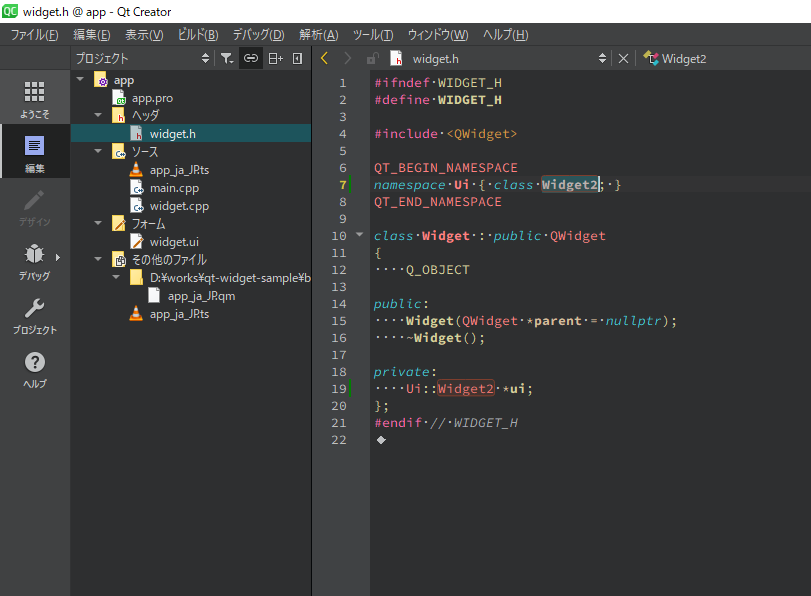 widget.h @ app - Qt Creator
ファイル(F) 編集(E) 表示(V) ビルド(B) デバッグ(D) 解析(A) ツール(T) ウィンドウ(W) ヘルプ(H)
プロジェクト
widget.h
Widget2
ようこそ
編集
デザイン
デバッグ
プロジェクト
ヘルプ
app
app.pro
ヘッダ
widget.h
ソース
app_ja_JP.ts
main.cpp
widget.cpp
フォーム
widget.ui
その他のファイル
D:¥works¥qt-widget-sample¥b
app_ja_JP.qm
app_ja_JP.ts
1 #ifndef·WIDGET_H
2 #define·WIDGET_H
3
4 #include·<QWidget>
5
6 QT_BEGIN_NAMESPACE
7 namespace·Ui·{·class·Widget2;·}
8 QT_END_NAMESPACE
9
10 class·Widget·:·public·QWidget
11 {
12 ····Q_OBJECT
13
14 public:
15 ····Widget(QWidget·*parent·=·nullptr);
16 ····~Widget();
17
18 private:
19 ····Ui::Widget2·*ui;
20 };
21 #endif·//·WIDGET_H
22